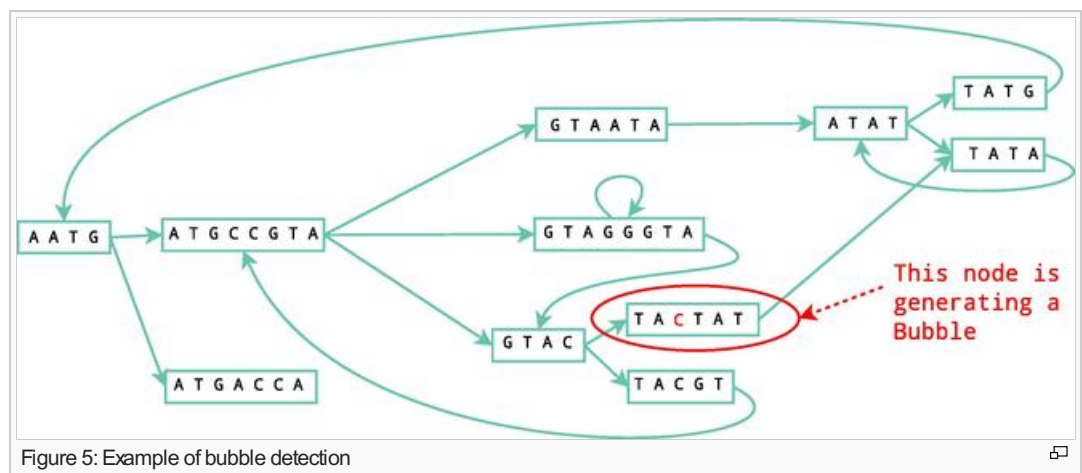 TATG
GTAATA
ATAT
TATA
AATG
ATGCCGTA
GTAGGGTA
This node is
generating a
Bubble
TACTAT
GTAC
ATGACCA
TACGT
Figure 5: Example of bubble detection